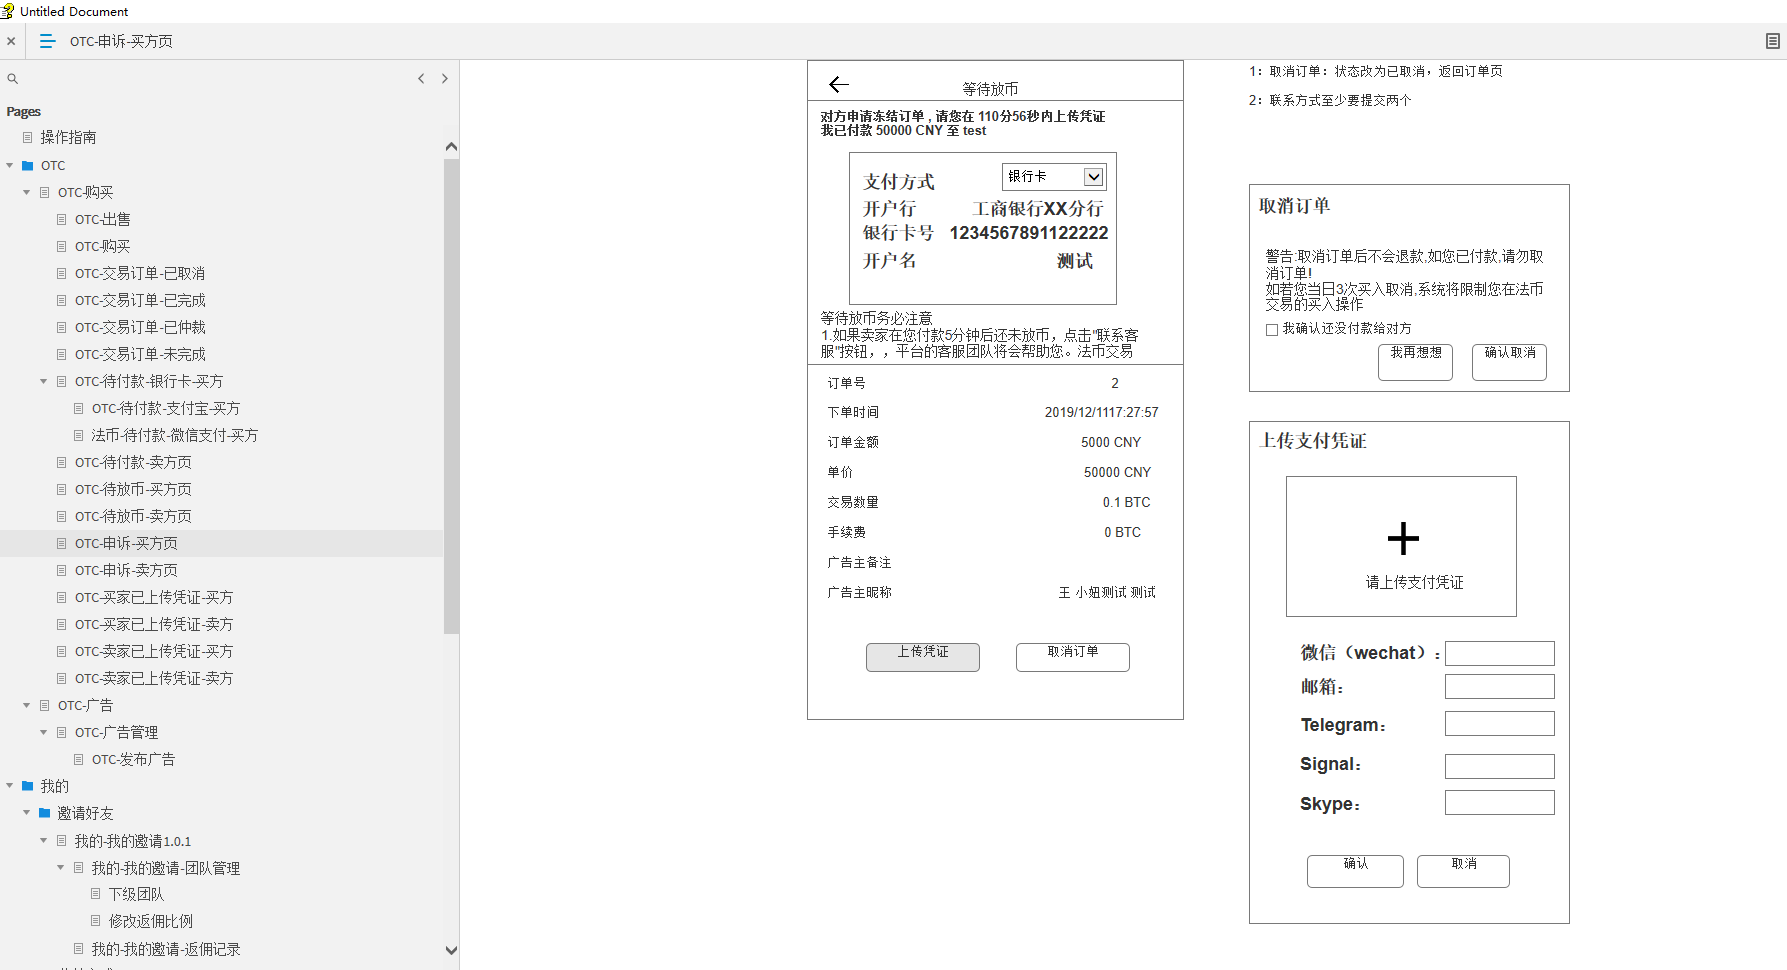 Untitled Document
OTC-申诉-买方页
Pages
操作指南
OTC
OTC-购买
OTC-出售
OTC-购买
OTC-交易订单-已取消
OTC-交易订单-已完成
OTC-交易订单-已仲裁
OTC-交易订单-未完成
OTC-待付款-银行卡-买方
OTC-待付款-支付宝-买方
法币-待付款-微信支付-买方
OTC-待付款-卖方页
OTC-待放币-买方页
OTC-待放币-卖方页
OTC-申诉-买方页
OTC-申诉-卖方页
OTC-买家已上传凭证-买方
OTC-买家已上传凭证-卖方
OTC-卖家已上传凭证-买方
OTC-卖家已上传凭证-卖方
OTC-广告
OTC-广告管理
OTC-发布广告
我的
邀请好友
我的-我的邀请1.0.1
我的-我的邀请-团队管理
下级团队
修改返佣比例
我的-我的邀请-返佣记录
等待放币
对方申请冻结订单 , 请您在 110分56秒内上传凭证
我已付款 50000 CNY 至 test
支付方式 银行卡
开户行 工商银行XX分行
银行卡号 1234567891122222
开户名 测试
等待放币务必注意
1.如果卖家在您付款5分钟后还未放币，点击"联系客
服"按钮，，平台的客服团队将会帮助您。法币交易
订单号 2
下单时间 2019/12/1117:27:57
订单金额 5000 CNY
单价 50000 CNY
交易数量 0.1 BTC
手续费 0 BTC
广告主备注
广告主昵称 王 小妞测试 测试
上传凭证 取消订单
1：取消订单：状态改为已取消，返回订单页
2：联系方式至少要提交两个
取消订单
警告:取消订单后不会退款,如您已付款,请勿取
消订单!
如若您当日3次买入取消,系统将限制您在法币
交易的买入操作
我确认还没付款给对方
我再想想 确认取消
上传支付凭证
请上传支付凭证
微信（wechat）：
邮箱：
Telegram：
Signal：
Skype：
确认 取消